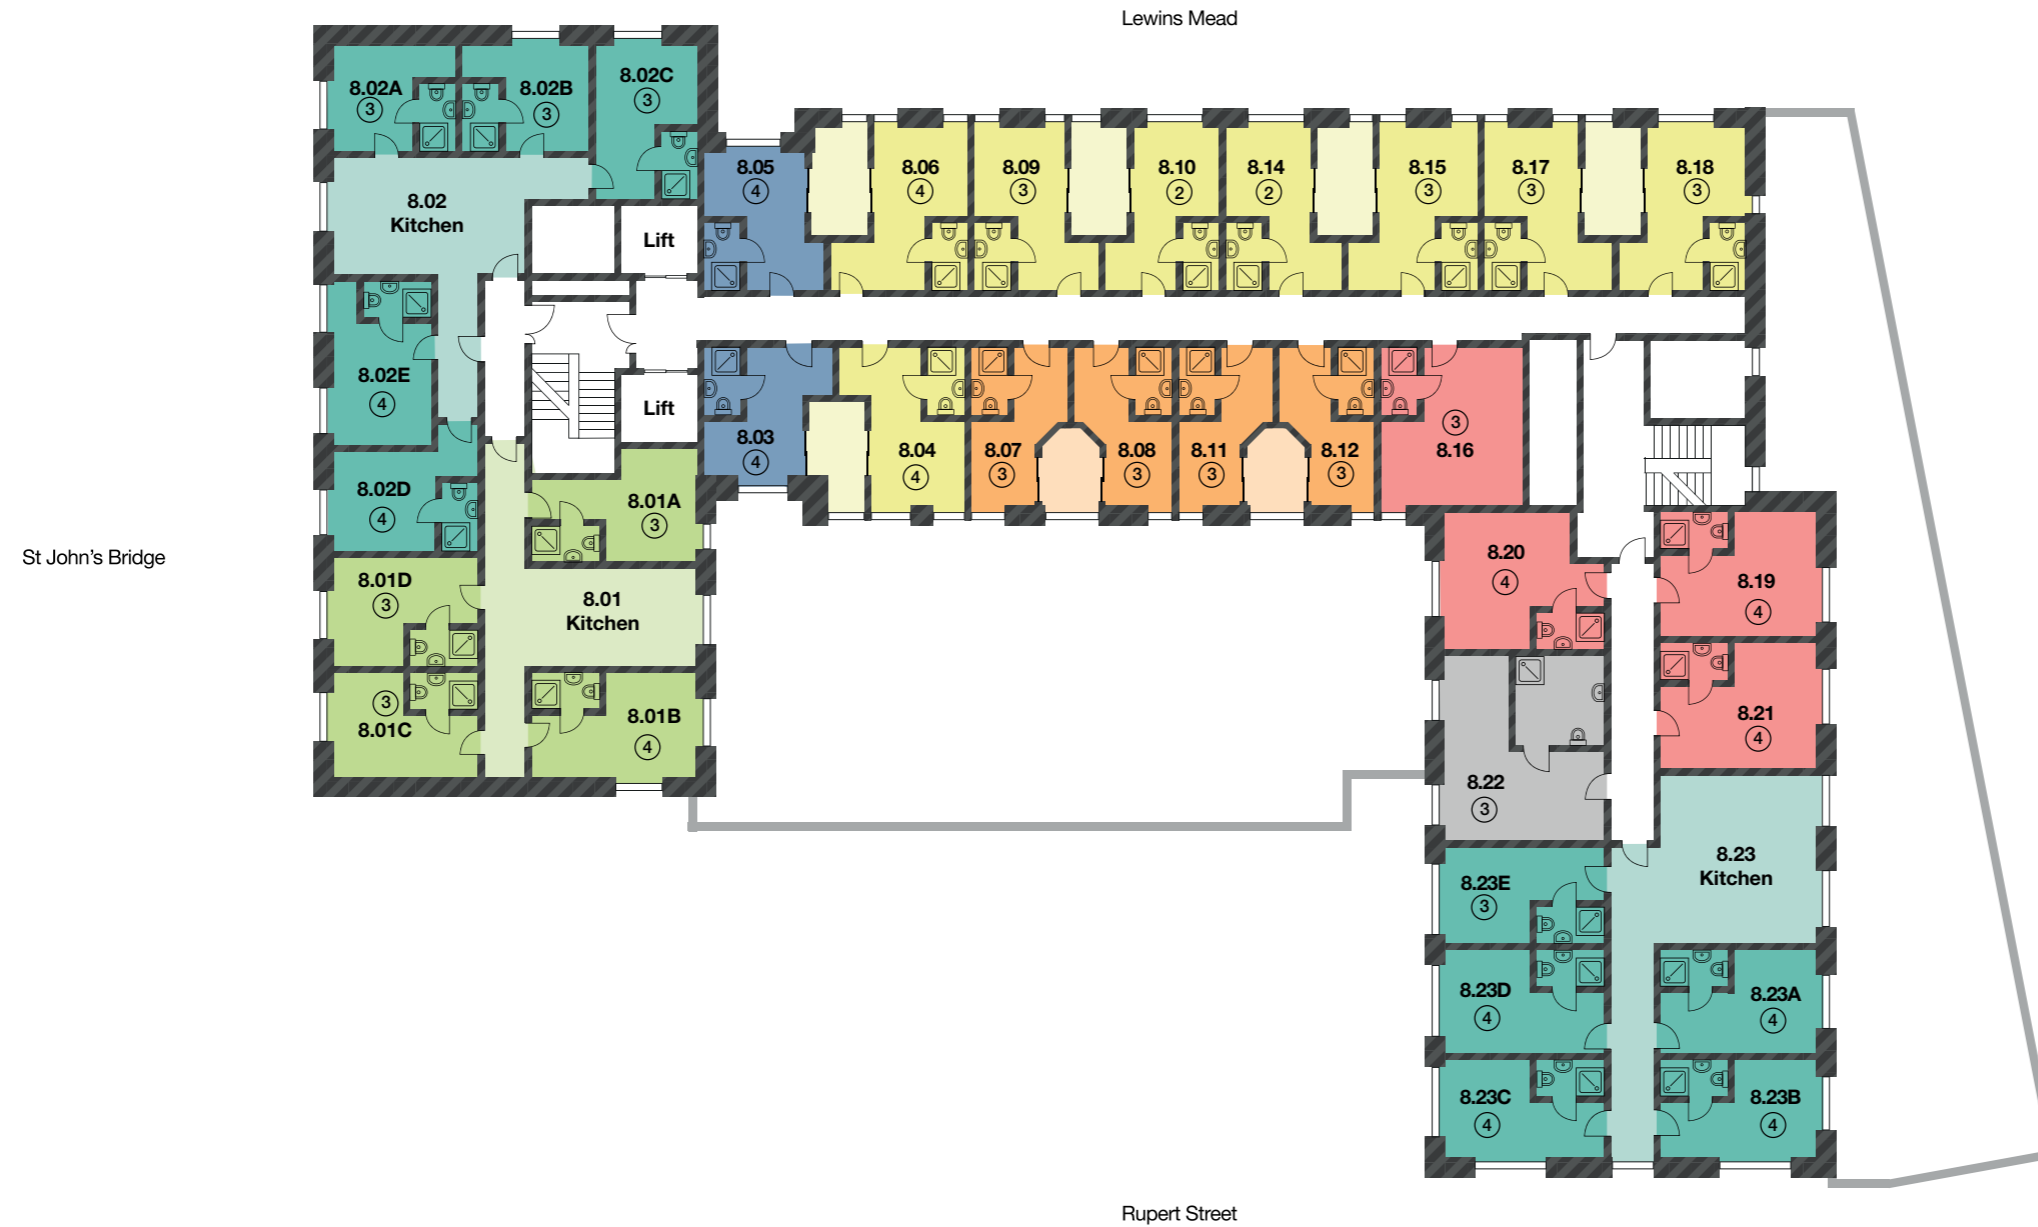 Lewins Mead
8.02A
3
8.02B
3
8.02C
3
8.02
Kitchen
Lift
8.05
4
8.06
4
8.09
3
8.10
2
8.14
2
8.15
3
8.17
3
8.18
3
8.02E
4
Lift
8.03
4
8.04
4
8.07
3
8.08
3
8.11
3
8.12
3
3
8.16
8.02D
4
8.01A
3
St John's Bridge
8.01D
3
8.01
Kitchen
3
8.01C
8.01B
4
8.20
4
8.19
4
8.21
4
8.22
3
8.23
Kitchen
8.23E
3
8.23D
4
8.23A
4
8.23C
4
8.23B
4
Rupert Street